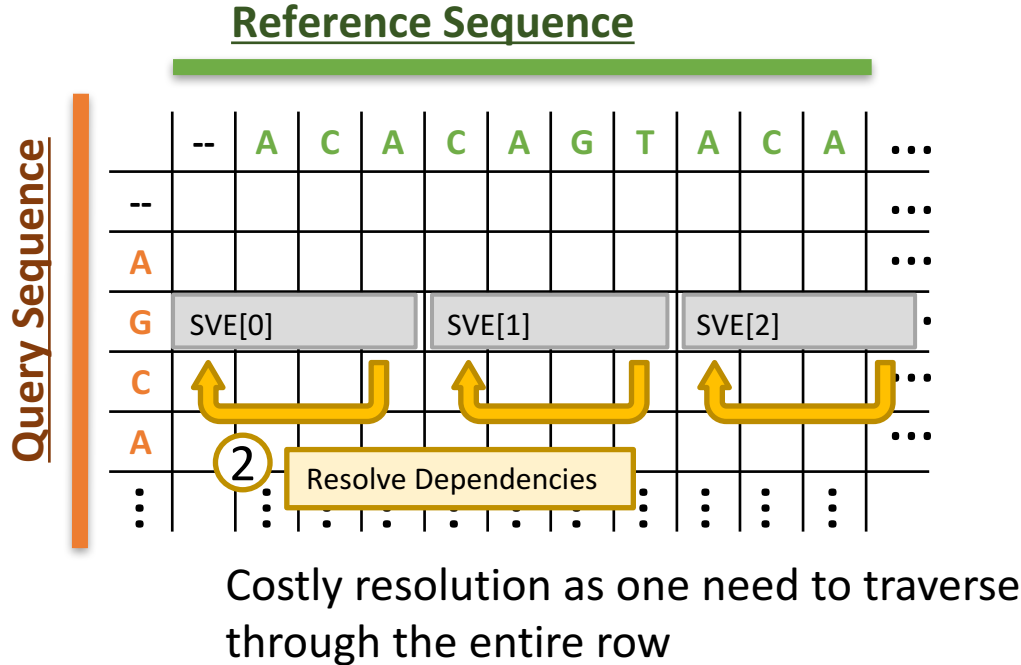 Reference Sequence
Query Sequence
-- A C A C A G T A C A ...
-- ...
A ...
G SVE[0] SVE[1] SVE[2] .
C ...
A ...
2 Resolve Dependencies
⋮ ⋮ ⋮ ⋮ ⋮ ⋮ ⋮ ⋮ ⋮ ⋮ ⋮
Costly resolution as one need to traverse
through the entire row